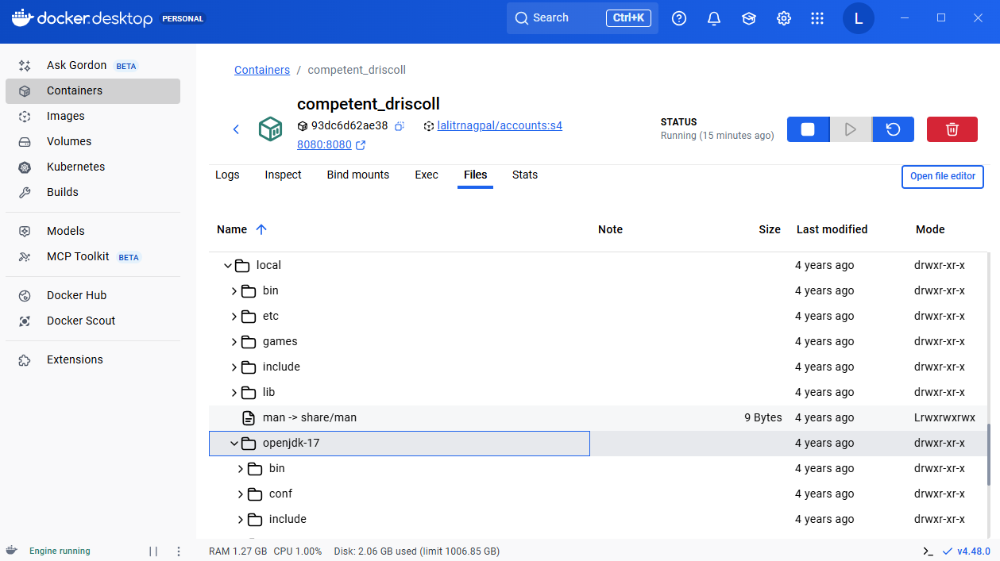 docker.desktop PERSONAL Search Ctrl+K L
Ask Gordon BETA
Containers
Images
Volumes
Kubernetes
Builds
Models
MCP Toolkit BETA
Docker Hub
Docker Scout
Extensions
Containers / competent_driscoll
competent_driscoll
93dc6d62ae38 lalitrnagpal/accounts:s4
8080:8080
STATUS
Running (15 minutes ago)
Logs Inspect Bind mounts Exec Files Stats Open file editor
Name Note Size Last modified Mode
local 4 years ago drwxr-xr-x
bin 4 years ago drwxr-xr-x
etc 4 years ago drwxr-xr-x
games 4 years ago drwxr-xr-x
include 4 years ago drwxr-xr-x
lib 4 years ago drwxr-xr-x
man -> share/man 9 Bytes 4 years ago Lrwxrwxrwx
openjdk-17 4 years ago drwxr-xr-x
bin 4 years ago drwxr-xr-x
conf 4 years ago drwxr-xr-x
include 4 years ago drwxr-xr-x
Engine running RAM 1.27 GB CPU 1.00% Disk: 2.06 GB used (limit 1006.85 GB) v4.48.0